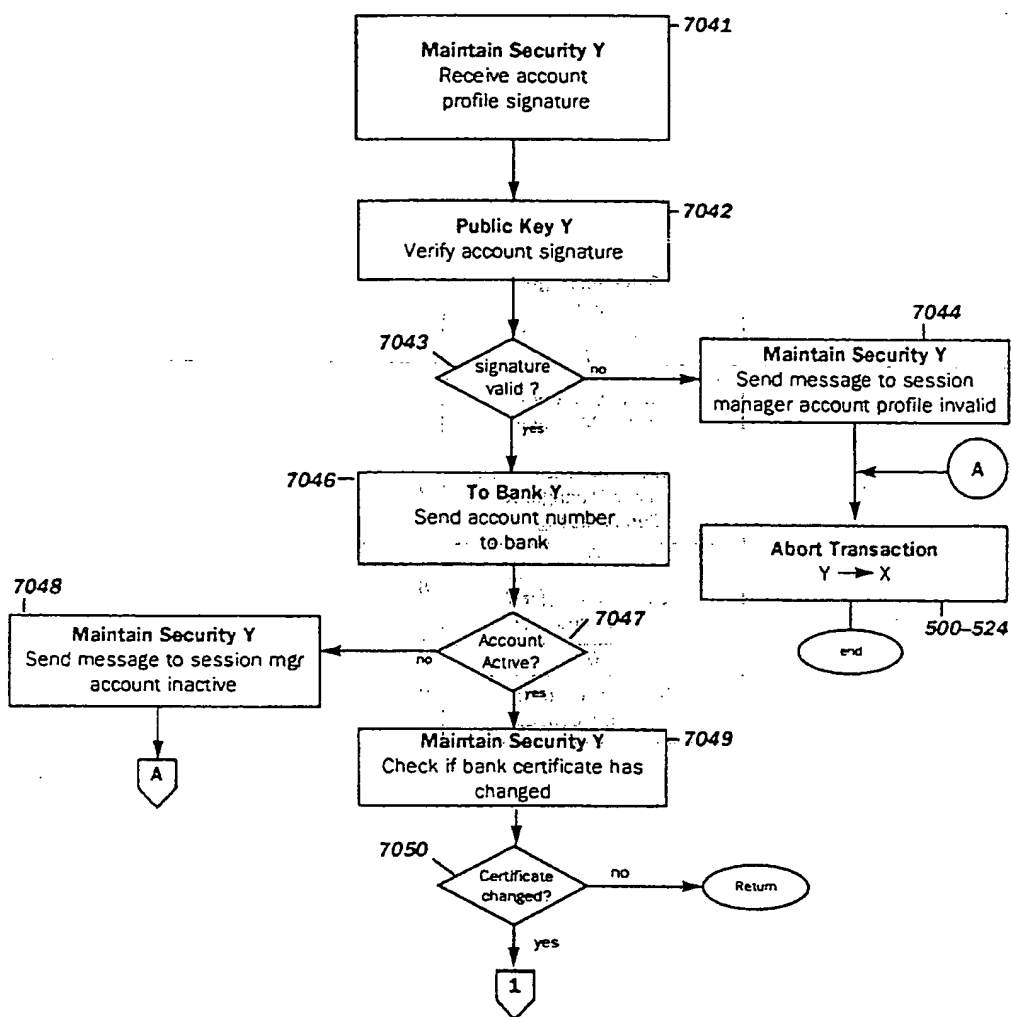 7041
Maintain Security Y
Receive account
profile signature
7042
Public Key Y
Verify account signature
7043
signature
valid ?
no
yes
7044
Maintain Security Y
Send message to session
manager account profile invalid
A
Abort Transaction
Y → X
500–524
end
7046
To Bank Y
Send account number
to bank
7047
Account
Active?
no
yes
7048
Maintain Security Y
Send message to session mgr
account inactive
A
7049
Maintain Security Y
Check if bank certificate has
changed
7050
Certificate
changed?
no
Return
yes
1